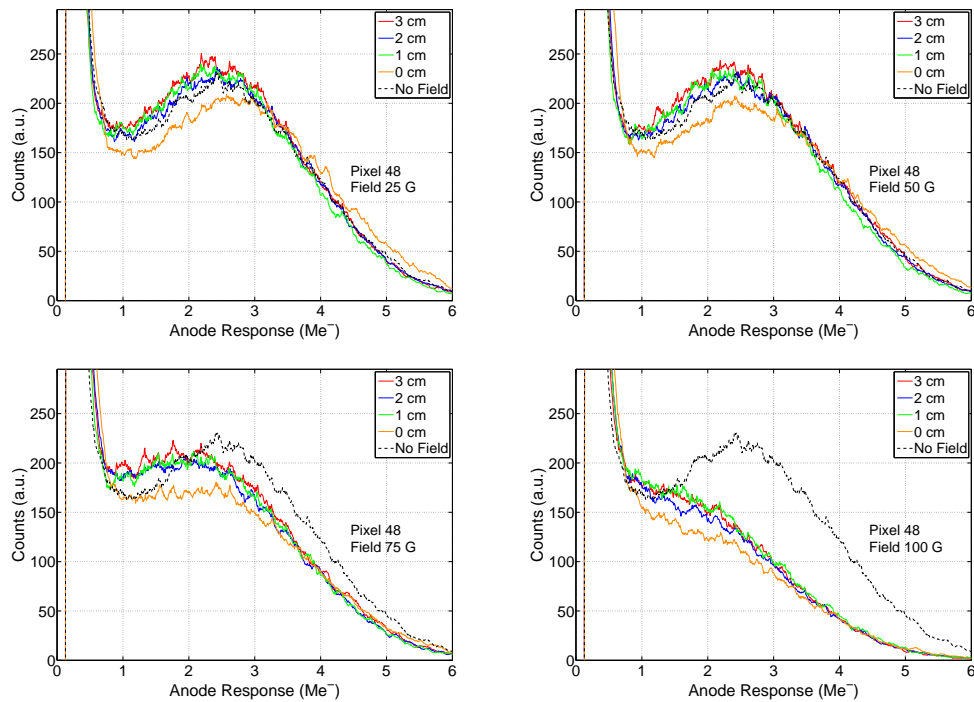 3 cm
2 cm
1 cm
0 cm
No Field
250
200
150
100
50
0
Counts (a.u.)
Pixel 48
Field 25 G
0 1 2 3 4 5 6
Anode Response (Me⁻)
3 cm
2 cm
1 cm
0 cm
No Field
250
200
150
100
50
0
Counts (a.u.)
Pixel 48
Field 50 G
0 1 2 3 4 5 6
Anode Response (Me⁻)
3 cm
2 cm
1 cm
0 cm
No Field
250
200
150
100
50
0
Counts (a.u.)
Pixel 48
Field 75 G
0 1 2 3 4 5 6
Anode Response (Me⁻)
3 cm
2 cm
1 cm
0 cm
No Field
250
200
150
100
50
0
Counts (a.u.)
Pixel 48
Field 100 G
0 1 2 3 4 5 6
Anode Response (Me⁻)